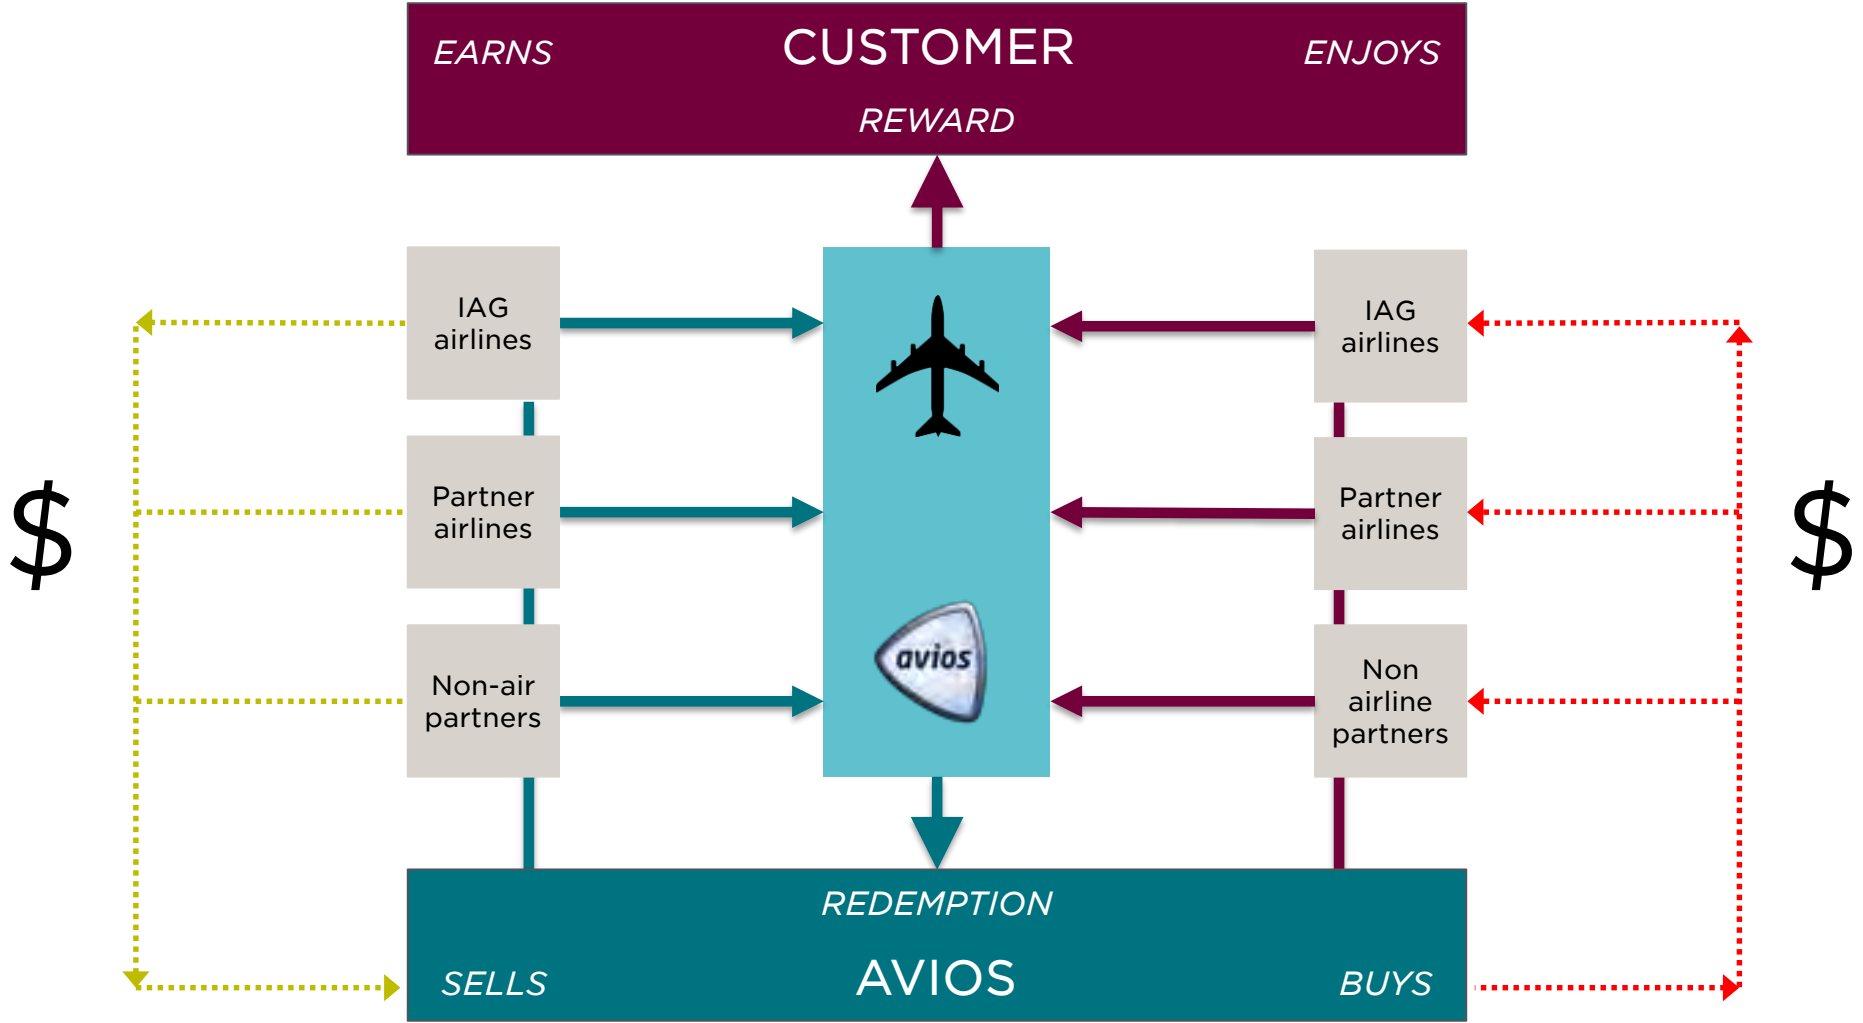 EARNS
CUSTOMER
ENJOYS
REWARD
IAG
airlines
IAG
airlines
$
Partner
airlines
Partner
airlines
$
avios
Non-air
partners
Non
airline
partners
REDEMPTION
SELLS
AVIOS
BUYS